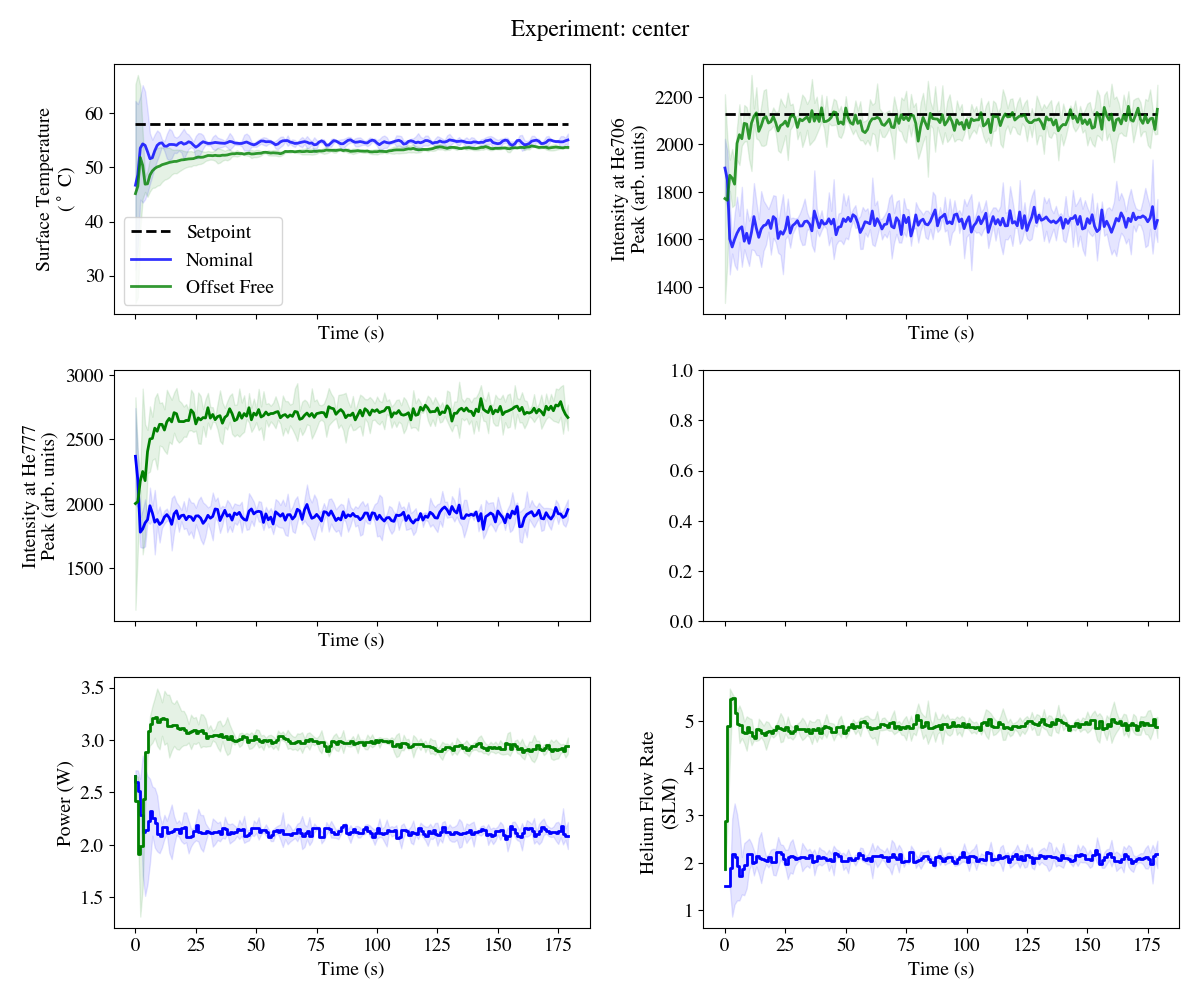 Experiment: center
Surface Temperature
(° C)
60
50
40
30
Setpoint
Nominal
Offset Free
Time (s)
Intensity at He706
Peak (arb. units)
2200
2000
1800
1600
1400
Time (s)
Intensity at He777
Peak (arb. units)
3000
2500
2000
1500
Time (s)
1.0
0.8
0.6
0.4
0.2
0.0
Power (W)
3.5
3.0
2.5
2.0
1.5
0 25 50 75 100 125 150 175
Time (s)
Helium Flow Rate
(SLM)
5
4
3
2
1
0 25 50 75 100 125 150 175
Time (s)